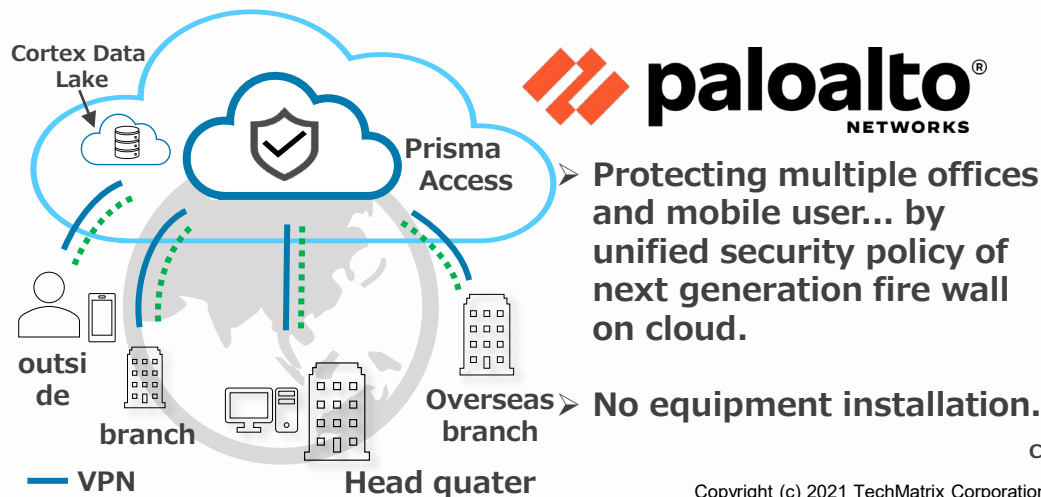 Cortex Data
Lake
Prisma
Access
outsi
de
branch
Head quater
Overseas
branch
VPN
paloalto®
NETWORKS
➢ Protecting multiple offices
and mobile user... by
unified security policy of
next generation fire wall
on cloud.
➢ No equipment installation.
C
Copyright (c) 2021 TechMatrix Corporation